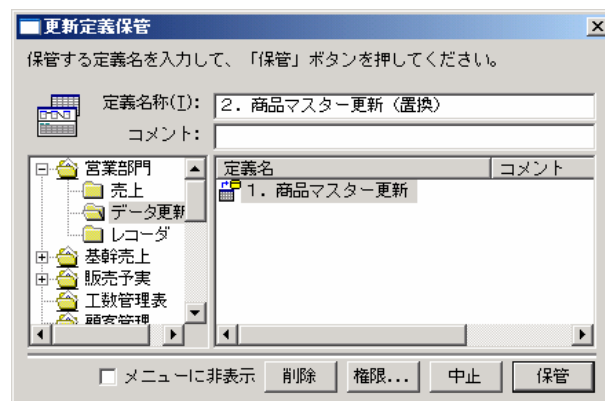 更新定義保管
保管する定義名を入力して、「保管」ボタンを押してください。
定義名称(I): 2. 商品マスター更新（置換）
コメント:
営業部門
売上
データ更新
レコーダ
基幹売上
販売予実
工数管理表
顧客管理
定義名 コメント
1. 商品マスター更新
メニューに非表示 削除 権限... 中止 保管